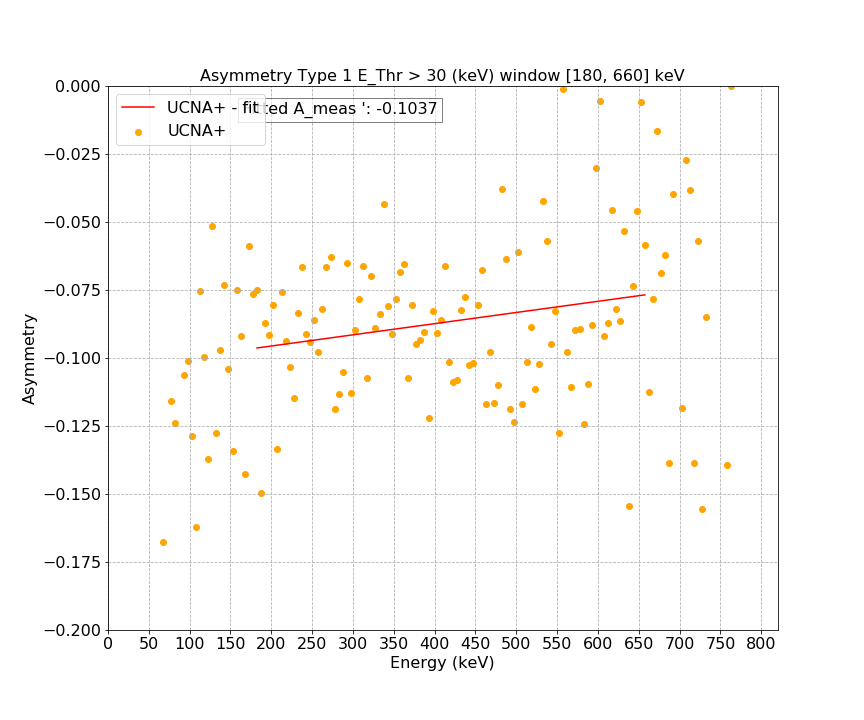 Asymmetry Type 1 E_Thr > 30 (keV) window [180, 660] keV
UCNA+ - fit
tted A_meas ': -0.1037
UCNA+
0.000
−0.025
−0.050
−0.075
−0.100
−0.125
−0.150
−0.175
−0.200
Asymmetry
0 50 100 150 200 250 300 350 400 450 500 550 600 650 700 750 800
Energy (keV)